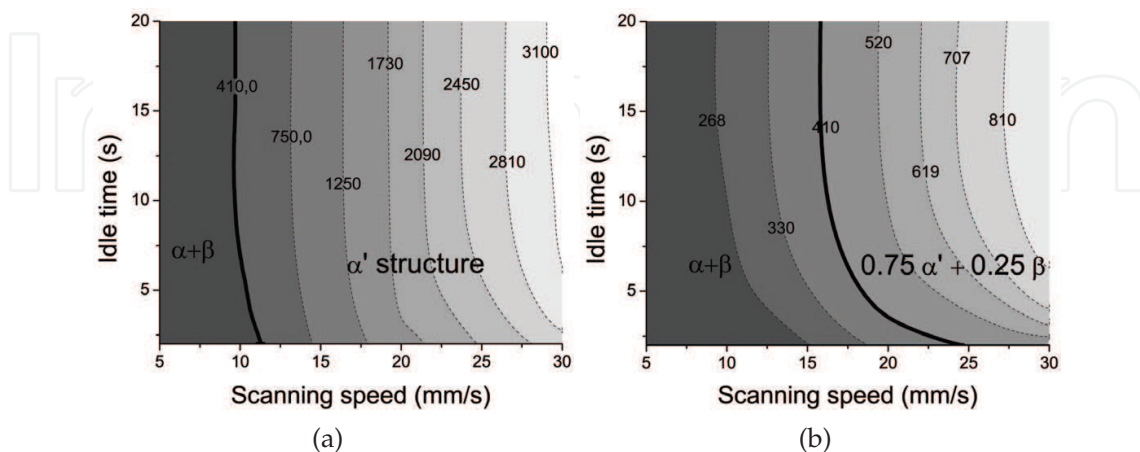 20
15
10
5
Idle time (s)
410,0
750,0
1250
1730
2090
2450
2810
3100
α+β
α' structure
5 10 15 20 25 30
Scanning speed (mm/s)
(a)
20
15
10
5
Idle time (s)
268
330
410
520
619
707
810
α+β
0.75 α' + 0.25 β
5 10 15 20 25 30
Scanning speed (mm/s)
(b)